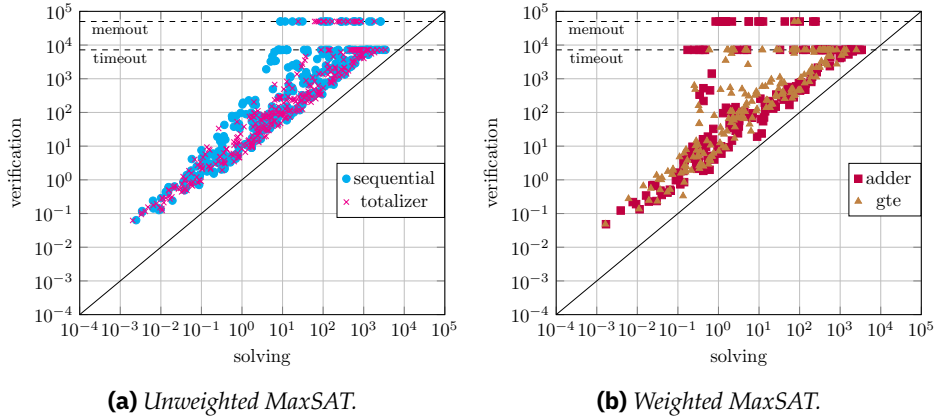 10^5
memout
10^4
timeout
10^3
10^2
10^1
10^0
10^−1
10^−2
10^−3
10^−4
verification
sequential
totalizer
10^−4 10^−3 10^−2 10^−1 10^0 10^1 10^2 10^3 10^4 10^5
solving
(a) Unweighted MaxSAT.
10^5
memout
10^4
timeout
10^3
10^2
10^1
10^0
10^−1
10^−2
10^−3
10^−4
verification
adder
gte
10^−4 10^−3 10^−2 10^−1 10^0 10^1 10^2 10^3 10^4 10^5
solving
(b) Weighted MaxSAT.